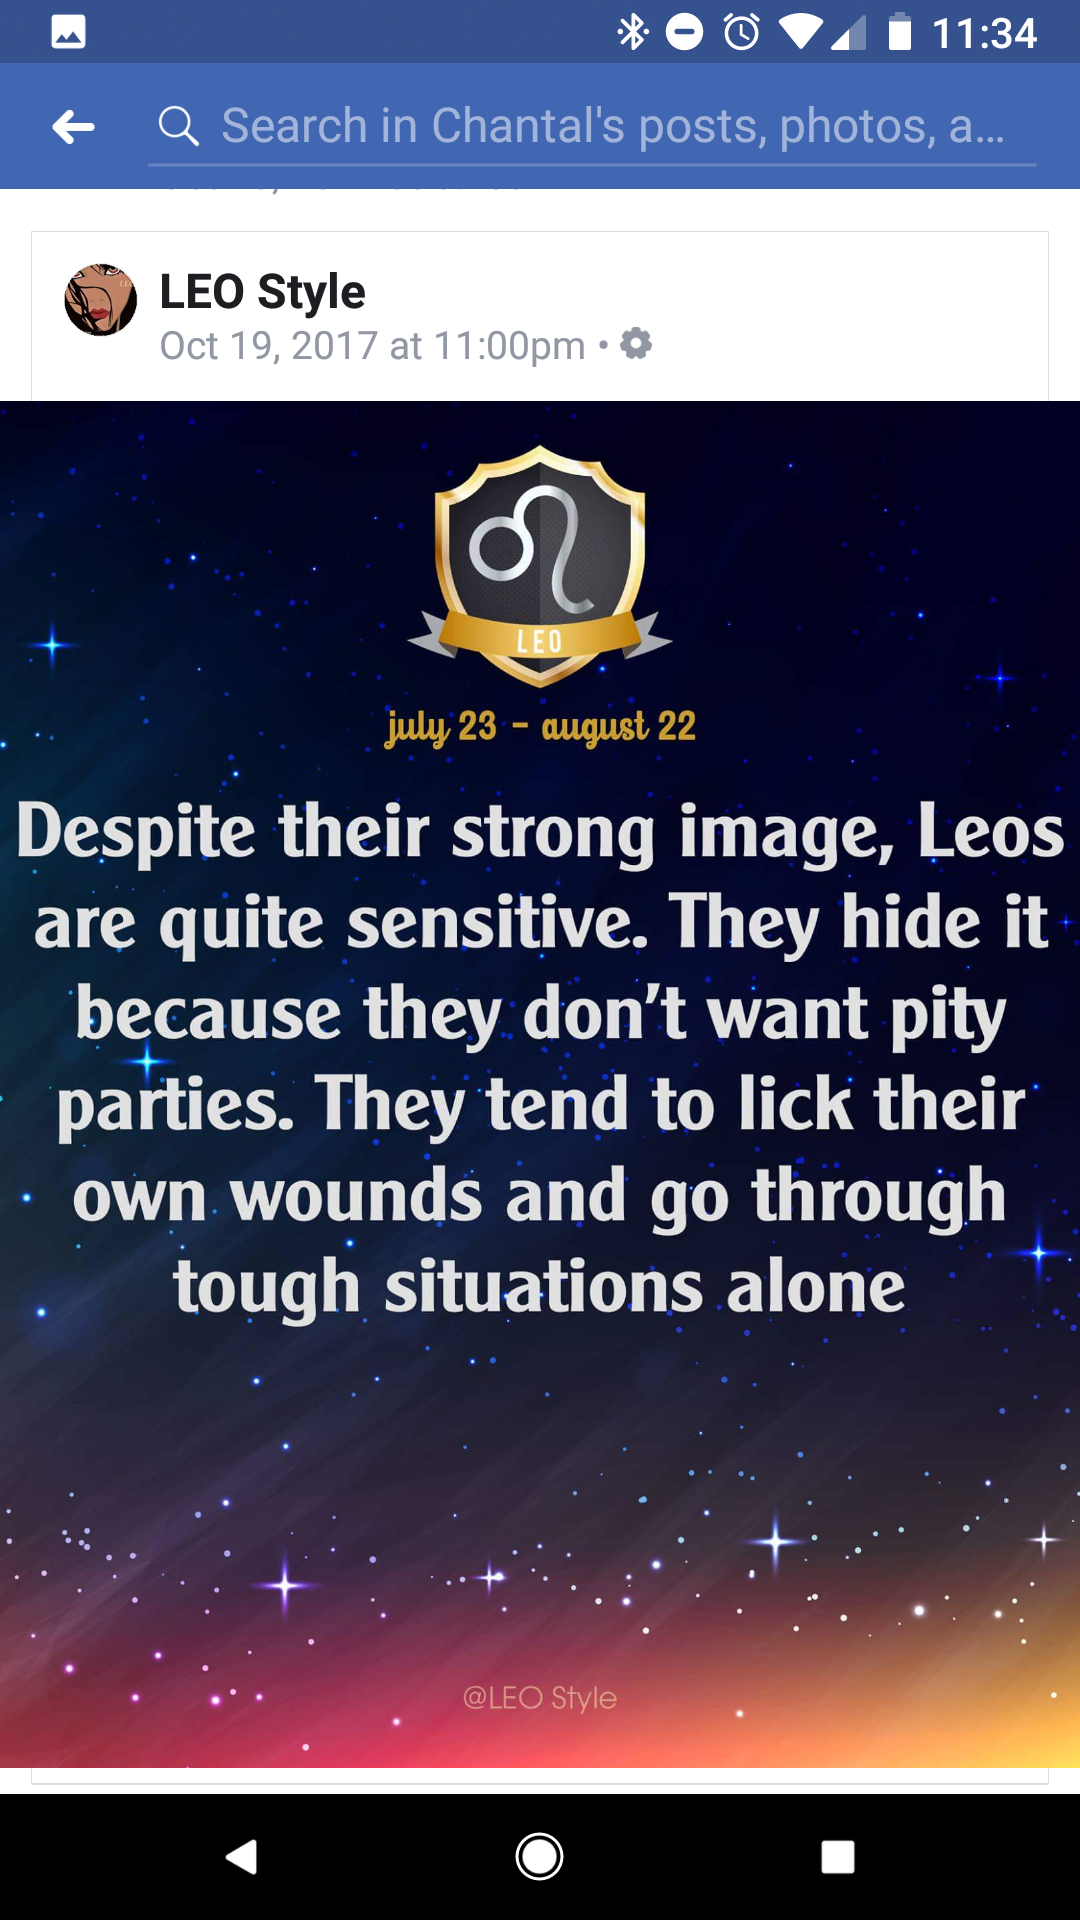 11:34
Search in Chantal's posts, photos, a...
LEO Style
Oct 19, 2017 at 11:00pm •
LEO
july 23 - august 22
Despite their strong image, Leos
are quite sensitive. They hide it
because they don't want pity
parties. They tend to lick their
own wounds and go through
tough situations alone
@LEO Style